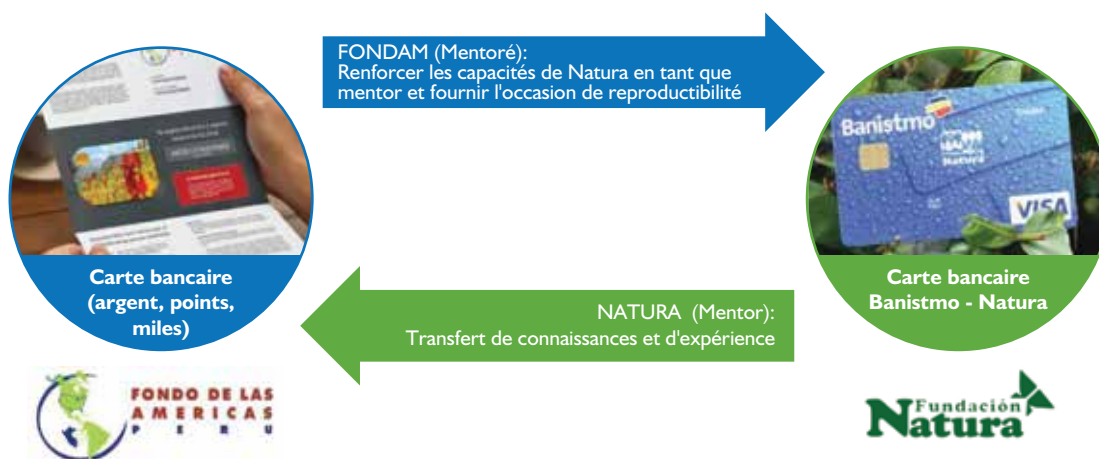 FONDAM (Mentoré):
Renforcer les capacités de Natura en tant que
mentor et fournir l'occasion de reproductibilité
Banistmo
Natura
VISA
Carte bancaire
(argent, points,
miles)
Carte bancaire
Banistmo - Natura
NATURA (Mentor):
Transfert de connaissances et d'expérience
FONDO DE LAS
AMERICAS
PERU
Fundación
Natura